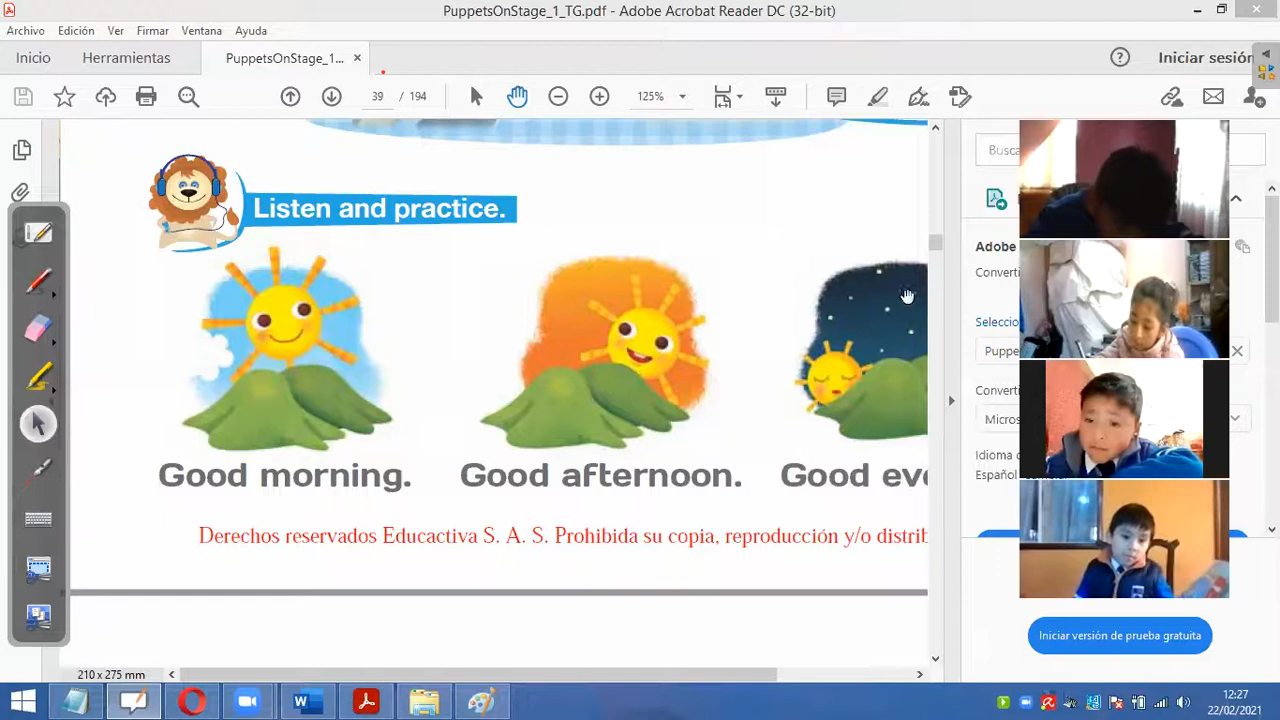 PuppetsOnStage_1_TG.pdf - Adobe Acrobat Reader DC (32-bit)
Archivo Edición Ver Firmar Ventana Ayuda
Inicio Herramientas PuppetsOnStage_1... Iniciar sesión
39 / 194 125%
Busca
Listen and practice.
Adobe
Converti
Selecció
Puppe
Converti
Micros
Idioma d
Español
Good morning. Good afternoon. Good eve
Derechos reservados Educactiva S. A. S. Prohibida su copia, reproducción y/o distrib
Iniciar versión de prueba gratuita
210 x 275 mm
12:27
22/02/2021